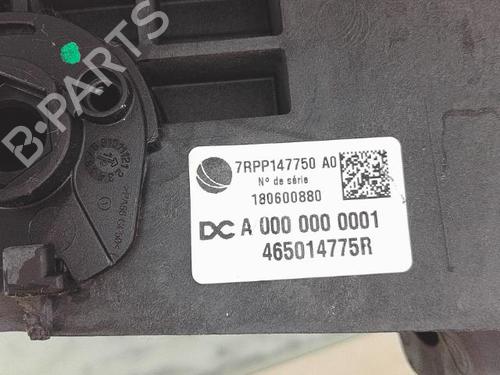 B-PARTS
7RPP147750 A0
Nº de série
180600880
DC A 000 000 0001
465014775R